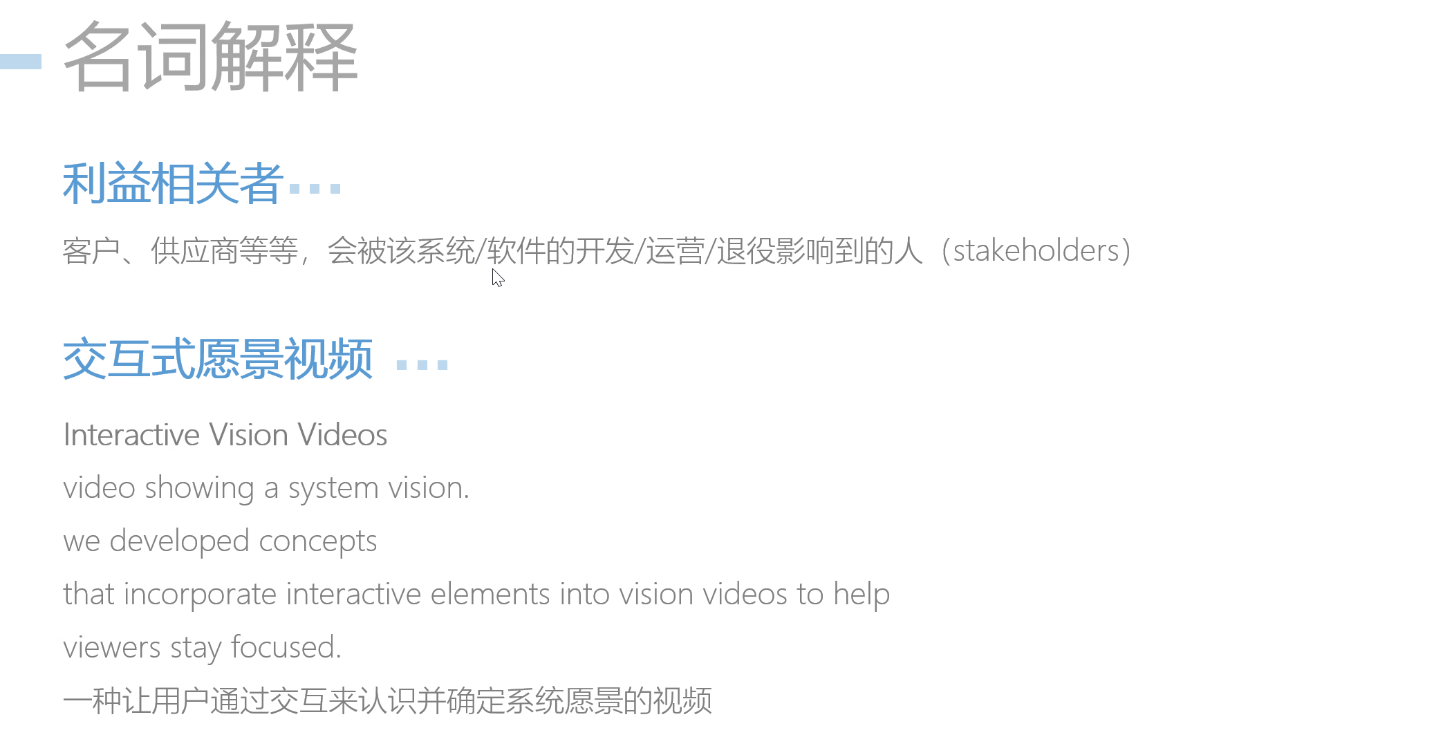 名词解释
利益相关者
客户、供应商等等，会被该系统/软件的开发/运营/退役影响到的人（stakeholders）
交互式愿景视频
Interactive Vision Videos
video showing a system vision.
we developed concepts
that incorporate interactive elements into vision videos to help
viewers stay focused.
一种让用户通过交互来认识并确定系统愿景的视频